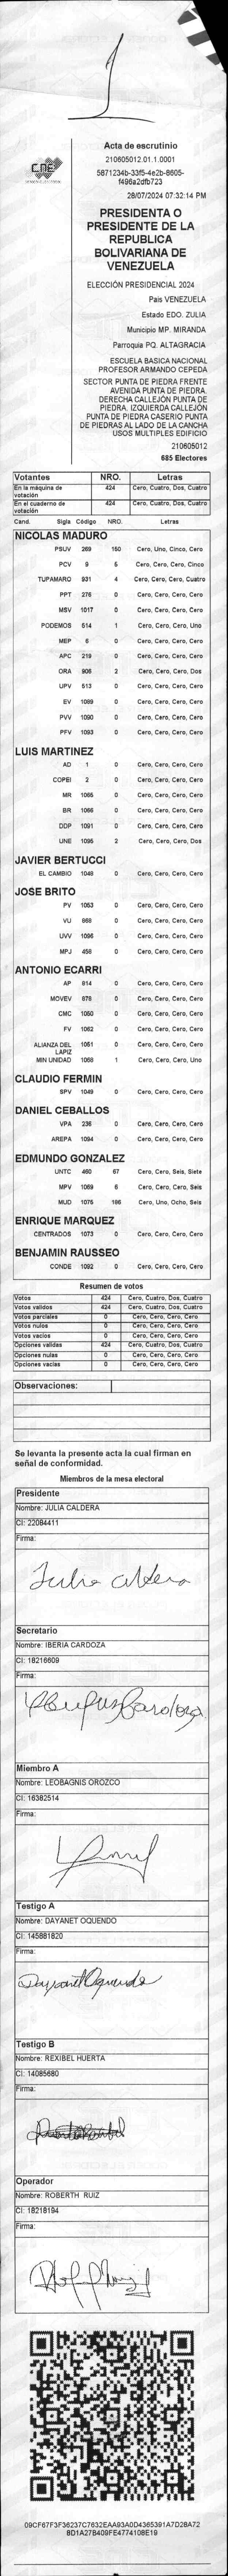 CNE
Acta de escrutinio
210605012.01.1.0001
5871234b-33f5-4e2b-8605-
f496a2dfb723
28/07/2024 07:32:14 PM
PRESIDENTA O
PRESIDENTE DE LA
REPUBLICA
BOLIVARIANA DE
VENEZUELA
ELECCIÓN PRESIDENCIAL 2024
Pais VENEZUELA
Estado EDO. ZULIA
Municipio MP. MIRANDA
Parroquia PQ. ALTAGRACIA
ESCUELA BASICA NACIONAL
PROFESOR ARMANDO CEPEDA
SECTOR PUNTA DE PIEDRA FRENTE
AVENIDA PUNTA DE PIEDRA.
DERECHA CALLEJÓN PUNTA DE
PIEDRA. IZQUIERDA CALLEJÓN
PUNTA DE PIEDRA CASERIO PUNTA
DE PIEDRAS AL LADO DE LA CANCHA
USOS MULTIPLES EDIFICIO
210605012
685 Electores
Votantes NRO. Letras
En la máquina de votación 424 Cero, Cuatro, Dos, Cuatro
En el cuaderno de votación 424 Cero, Cuatro, Dos, Cuatro
Cand. Sigla Código NRO. Letras
NICOLAS MADURO
PSUV 269 150 Cero, Uno, Cinco, Cero
PCV 9 5 Cero, Cero, Cero, Cinco
TUPAMARO 931 4 Cero, Cero, Cero, Cuatro
PPT 276 0 Cero, Cero, Cero, Cero
MSV 1017 0 Cero, Cero, Cero, Cero
PODEMOS 514 1 Cero, Cero, Cero, Uno
MEP 6 0 Cero, Cero, Cero, Cero
APC 219 0 Cero, Cero, Cero, Cero
ORA 906 2 Cero, Cero, Cero, Dos
UPV 513 0 Cero, Cero, Cero, Cero
EV 1089 0 Cero, Cero, Cero, Cero
PVV 1090 0 Cero, Cero, Cero, Cero
PFV 1093 0 Cero, Cero, Cero, Cero
LUIS MARTINEZ
AD 1 0 Cero, Cero, Cero, Cero
COPEI 2 0 Cero, Cero, Cero, Cero
MR 1065 0 Cero, Cero, Cero, Cero
BR 1066 0 Cero, Cero, Cero, Cero
DDP 1091 0 Cero, Cero, Cero, Cero
UNE 1095 2 Cero, Cero, Cero, Dos
JAVIER BERTUCCI
EL CAMBIO 1048 0 Cero, Cero, Cero, Cero
JOSE BRITO
PV 1053 0 Cero, Cero, Cero, Cero
VU 868 0 Cero, Cero, Cero, Cero
UVV 1096 0 Cero, Cero, Cero, Cero
MPJ 458 0 Cero, Cero, Cero, Cero
ANTONIO ECARRI
AP 814 0 Cero, Cero, Cero, Cero
MOVEV 878 0 Cero, Cero, Cero, Cero
CMC 1050 0 Cero, Cero, Cero, Cero
FV 1062 0 Cero, Cero, Cero, Cero
ALIANZA DEL LAPIZ 1051 0 Cero, Cero, Cero, Cero
MIN UNIDAD 1058 1 Cero, Cero, Cero, Uno
CLAUDIO FERMIN
SPV 1049 0 Cero, Cero, Cero, Cero
DANIEL CEBALLOS
VPA 236 0 Cero, Cero, Cero, Cero
AREPA 1094 0 Cero, Cero, Cero, Cero
EDMUNDO GONZALEZ
UNTC 460 67 Cero, Cero, Seis, Siete
MPV 1069 6 Cero, Cero, Cero, Seis
MUD 1075 186 Cero, Uno, Ocho, Seis
ENRIQUE MARQUEZ
CENTRADOS 1073 0 Cero, Cero, Cero, Cero
BENJAMIN RAUSSEO
CONDE 1092 0 Cero, Cero, Cero, Cero
Resumen de votos
Votos 424 Cero, Cuatro, Dos, Cuatro
Votos validos 424 Cero, Cuatro, Dos, Cuatro
Votos parciales 0 Cero, Cero, Cero, Cero
Votos nulos 0 Cero, Cero, Cero, Cero
Votos vacios 0 Cero, Cero, Cero, Cero
Opciones validas 424 Cero, Cuatro, Dos, Cuatro
Opciones nulas 0 Cero, Cero, Cero, Cero
Opciones vacias 0 Cero, Cero, Cero, Cero
Observaciones:
Se levanta la presente acta la cual firman en
señal de conformidad.
Miembros de la mesa electoral
Presidente
Nombre: JULIA CALDERA
CI: 22084411
Firma:
Julia Caldera
Secretario
Nombre: IBERIA CARDOZA
CI: 18216609
Firma:
Miembro A
Nombre: LEOBAGNIS OROZCO
CI: 16382514
Firma:
Testigo A
Nombre: DAYANET OQUENDO
CI: 145881820
Firma:
Dayanet Oquendo
Testigo B
Nombre: REXIBEL HUERTA
CI: 14085680
Firma:
Operador
Nombre: ROBERTH RUIZ
CI: 18218194
Firma:
09CF67F3F36237C7632EAA93A0D4365391A7D28A72
8D1A27B409FE4774108E19